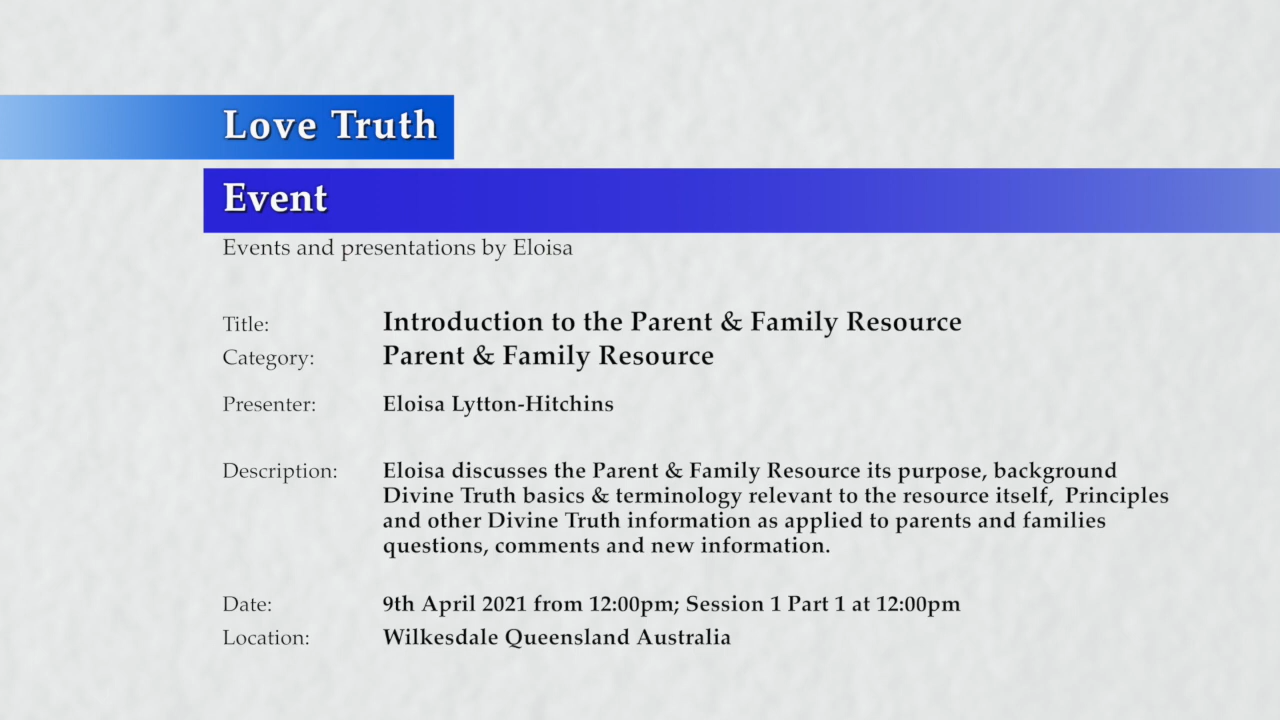 Love Truth
Event
Events and presentations by Eloisa
Title: Introduction to the Parent & Family Resource
Category: Parent & Family Resource
Presenter: Eloisa Lytton-Hitchins
Description: Eloisa discusses the Parent & Family Resource its purpose, background
Divine Truth basics & terminology relevant to the resource itself,  Principles
and other Divine Truth information as applied to parents and families
questions, comments and new information.
Date: 9th April 2021 from 12:00pm; Session 1 Part 1 at 12:00pm
Location: Wilkesdale Queensland Australia